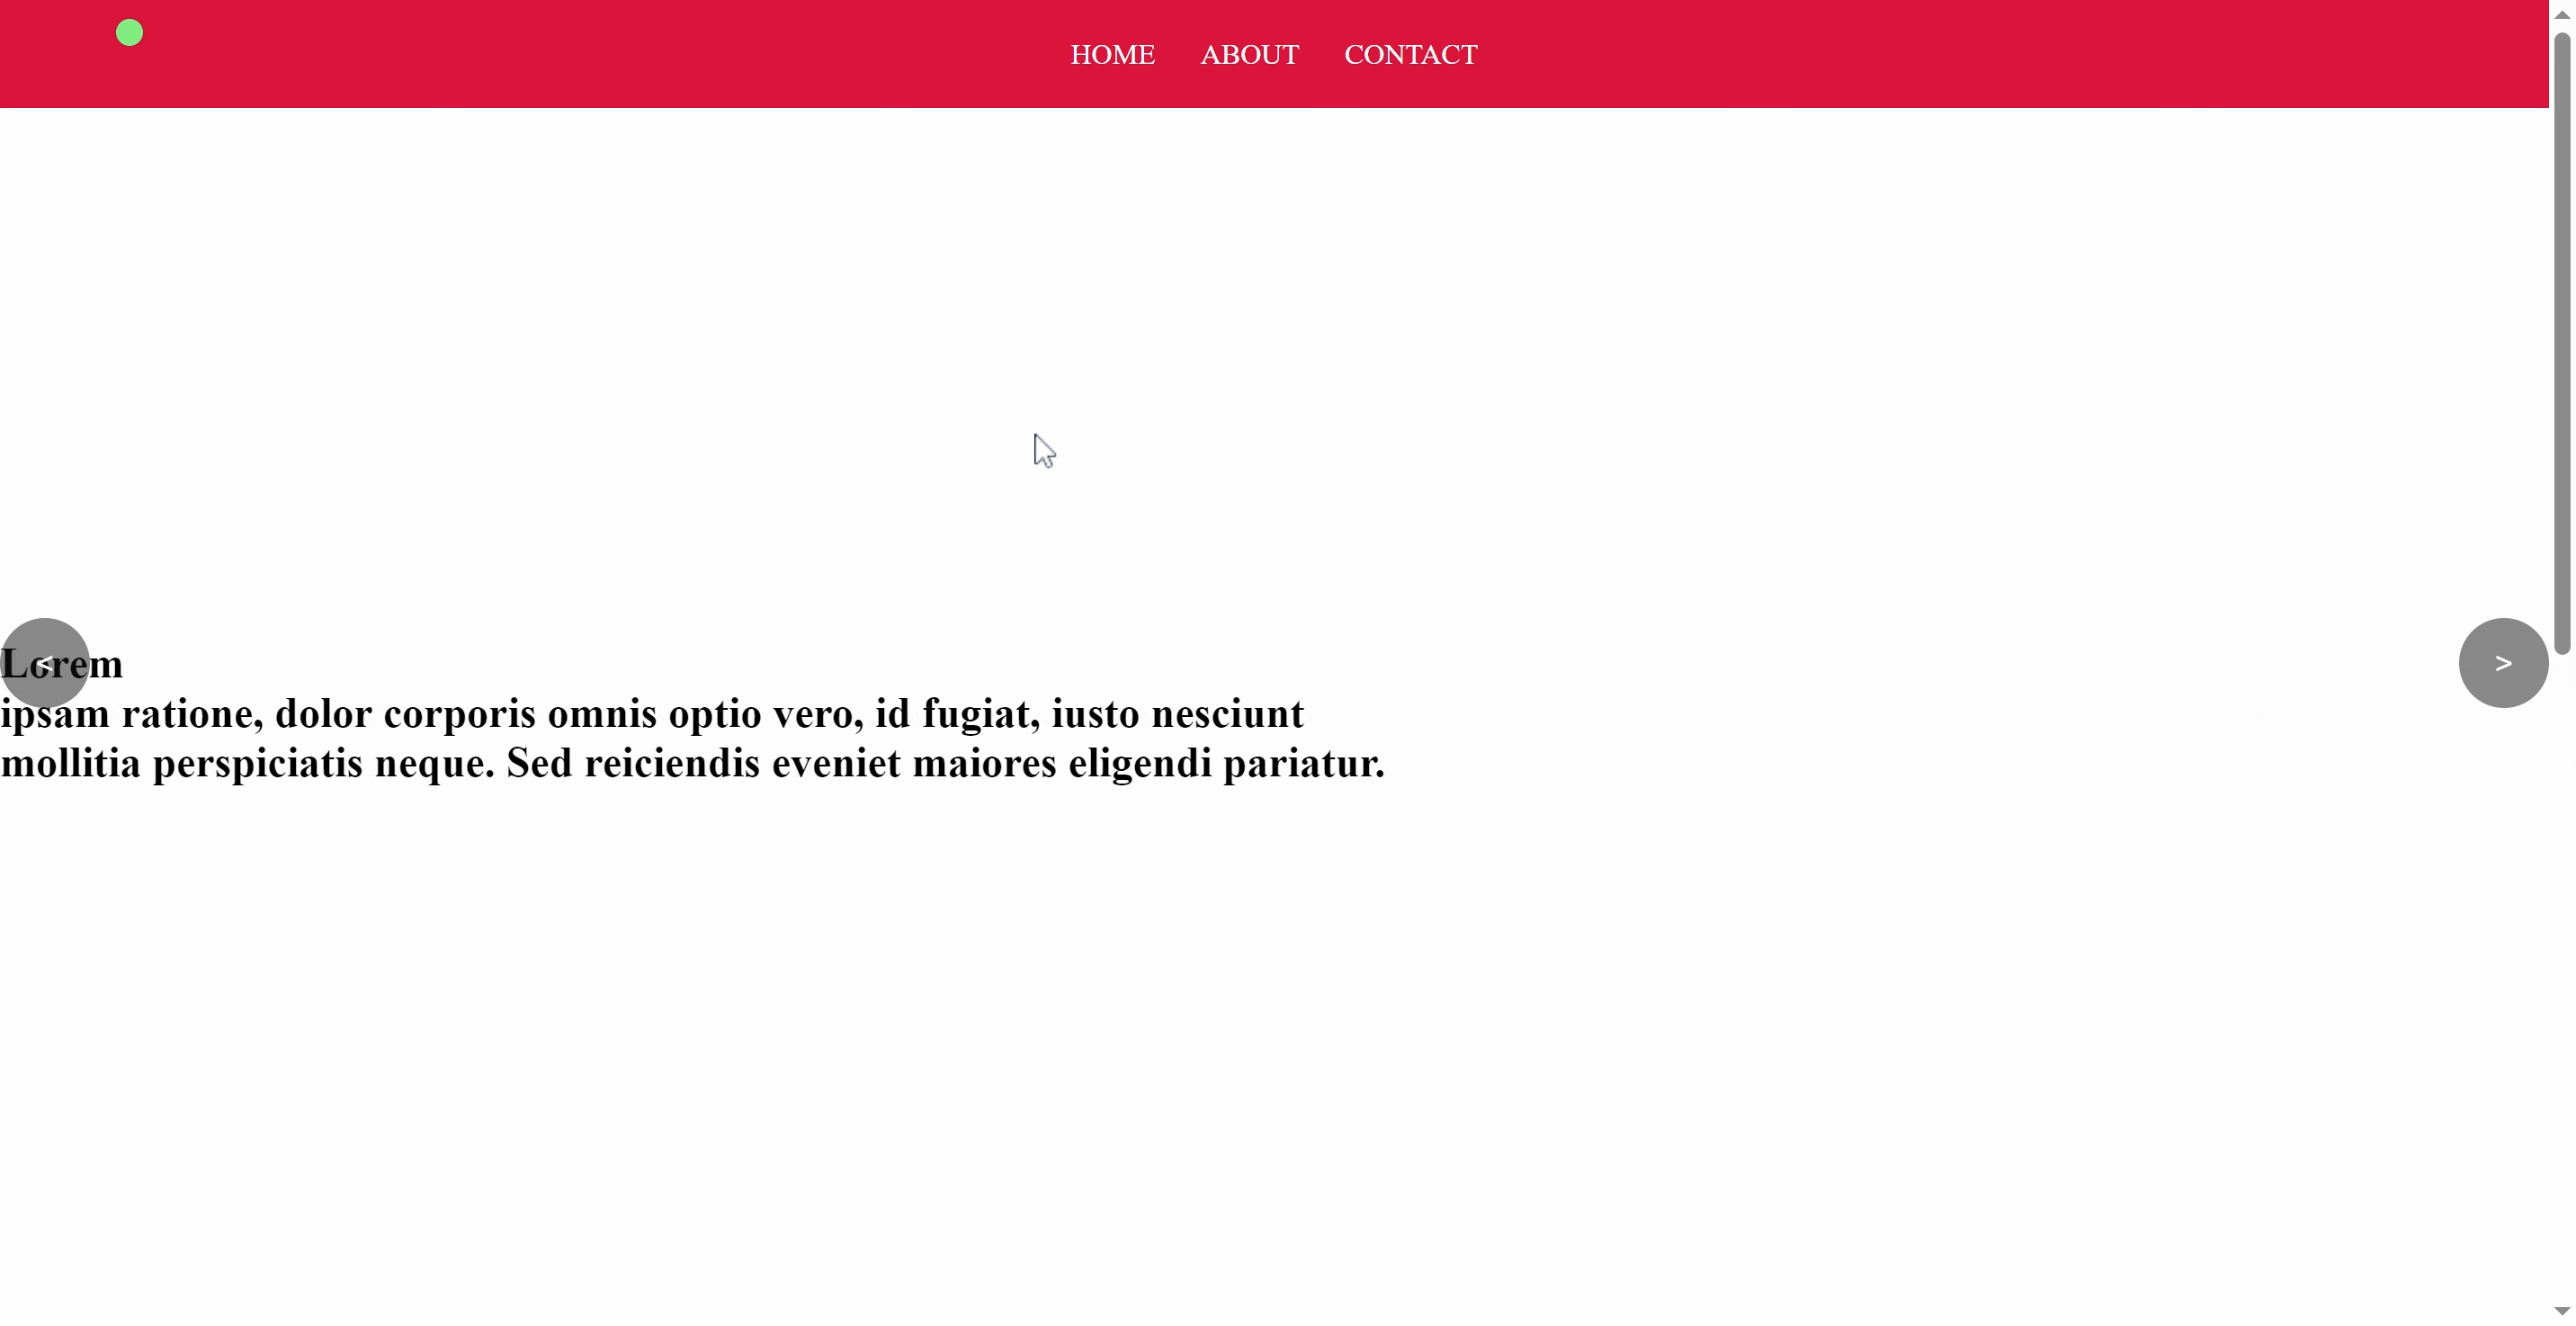 HOME ABOUT CONTACT
Lorem
< >
ipsam ratione, dolor corporis omnis optio vero, id fugiat, iusto nesciunt
mollitia perspiciatis neque. Sed reiciendis eveniet maiores eligendi pariatur.